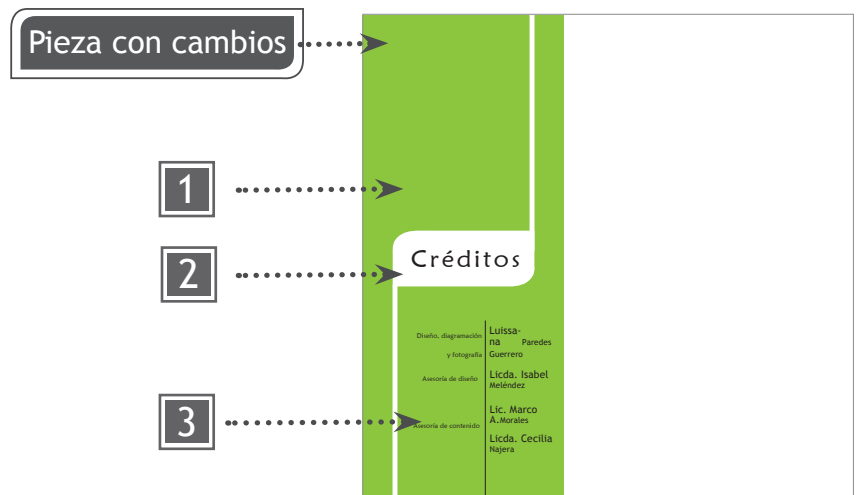 Pieza con cambios
1
2
Créditos
3
Diseño, diagramación
y fotografía
Luissa-
na Paredes
Guerrero
Asesoría de diseño
Licda. Isabel
Meléndez
Asesoría de contenido
Lic. Marco
A.Morales
Licda. Cecilia
Najera